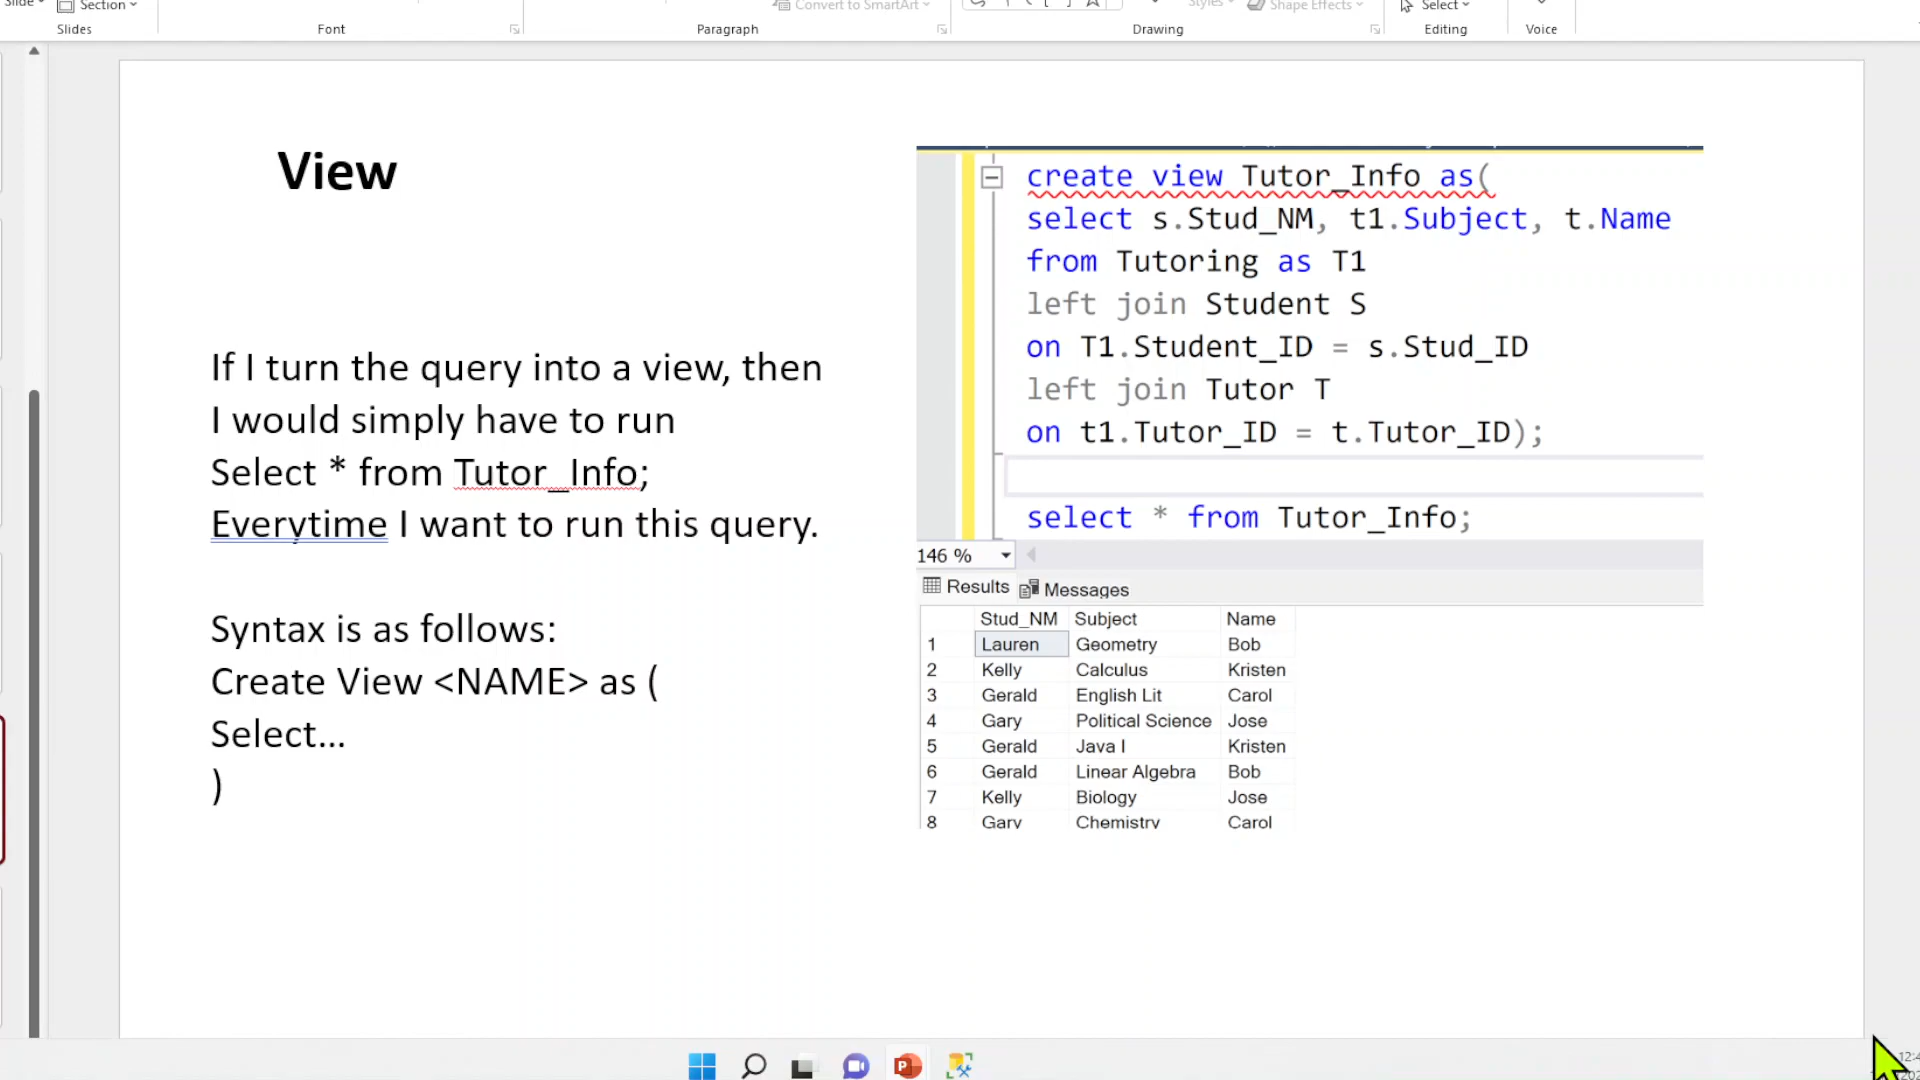 Slide
Section
Convert to SmartArt
Styles
Shape Effects
Select
Slides
Font
Paragraph
Drawing
Editing
Voice
View
If I turn the query into a view, then
I would simply have to run
Select * from Tutor_Info;
Everytime I want to run this query.
Syntax is as follows:
Create View <NAME> as (
Select...
)
create view Tutor_Info as(
select s.Stud_NM, t1.Subject, t.Name
from Tutoring as T1
left join Student S
on T1.Student_ID = s.Stud_ID
left join Tutor T
on t1.Tutor_ID = t.Tutor_ID);
select * from Tutor_Info;
146 %
Results Messages
Stud_NM Subject Name
1 Lauren Geometry Bob
2 Kelly Calculus Kristen
3 Gerald English Lit Carol
4 Gary Political Science Jose
5 Gerald Java I Kristen
6 Gerald Linear Algebra Bob
7 Kelly Biology Jose
8 Gary Chemistry Carol